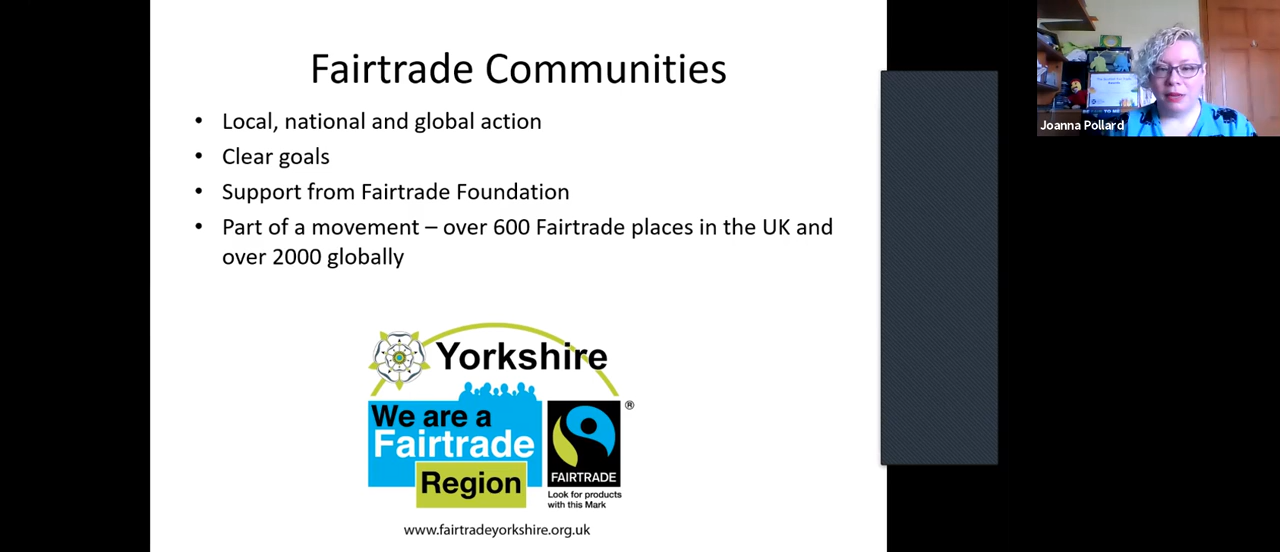 Fairtrade Communities
• Local, national and global action
• Clear goals
• Support from Fairtrade Foundation
• Part of a movement – over 600 Fairtrade places in the UK and
over 2000 globally
Yorkshire
We are a
Fairtrade
Region
®
FAIRTRADE
Look for products
with this Mark
www.fairtradeyorkshire.org.uk
Joanna Pollard